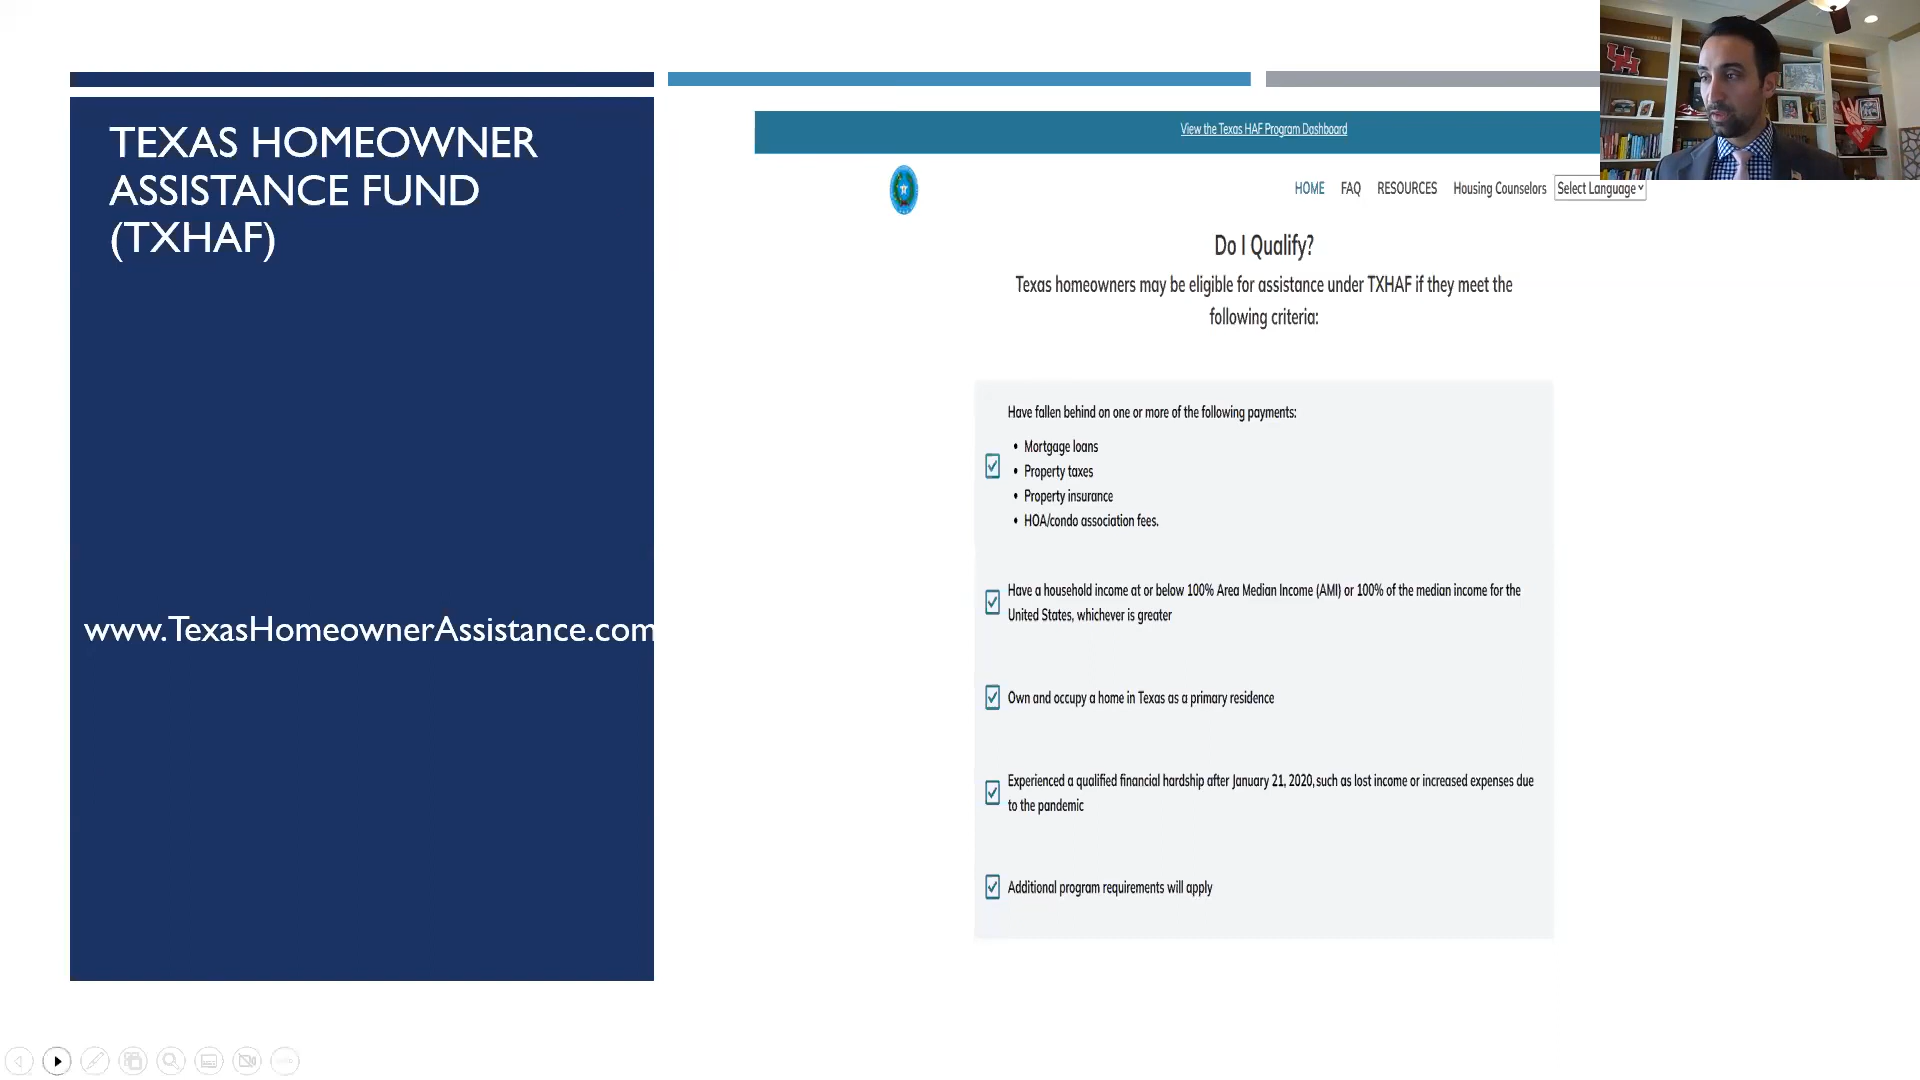 TEXAS HOMEOWNER
ASSISTANCE FUND
(TXHAF)
www.TexasHomeownerAssistance.com
View the Texas HAF Program Dashboard
HOME FAQ RESOURCES Housing Counselors Select Language
Do I Qualify?
Texas homeowners may be eligible for assistance under TXHAF if they meet the
following criteria:
Have fallen behind on one or more of the following payments:
• Mortgage loans
• Property taxes
• Property insurance
• HOA/condo association fees.
Have a household income at or below 100% Area Median Income (AMI) or 100% of the median income for the
United States, whichever is greater
Own and occupy a home in Texas as a primary residence
Experienced a qualified financial hardship after January 21, 2020, such as lost income or increased expenses due
to the pandemic
Additional program requirements will apply